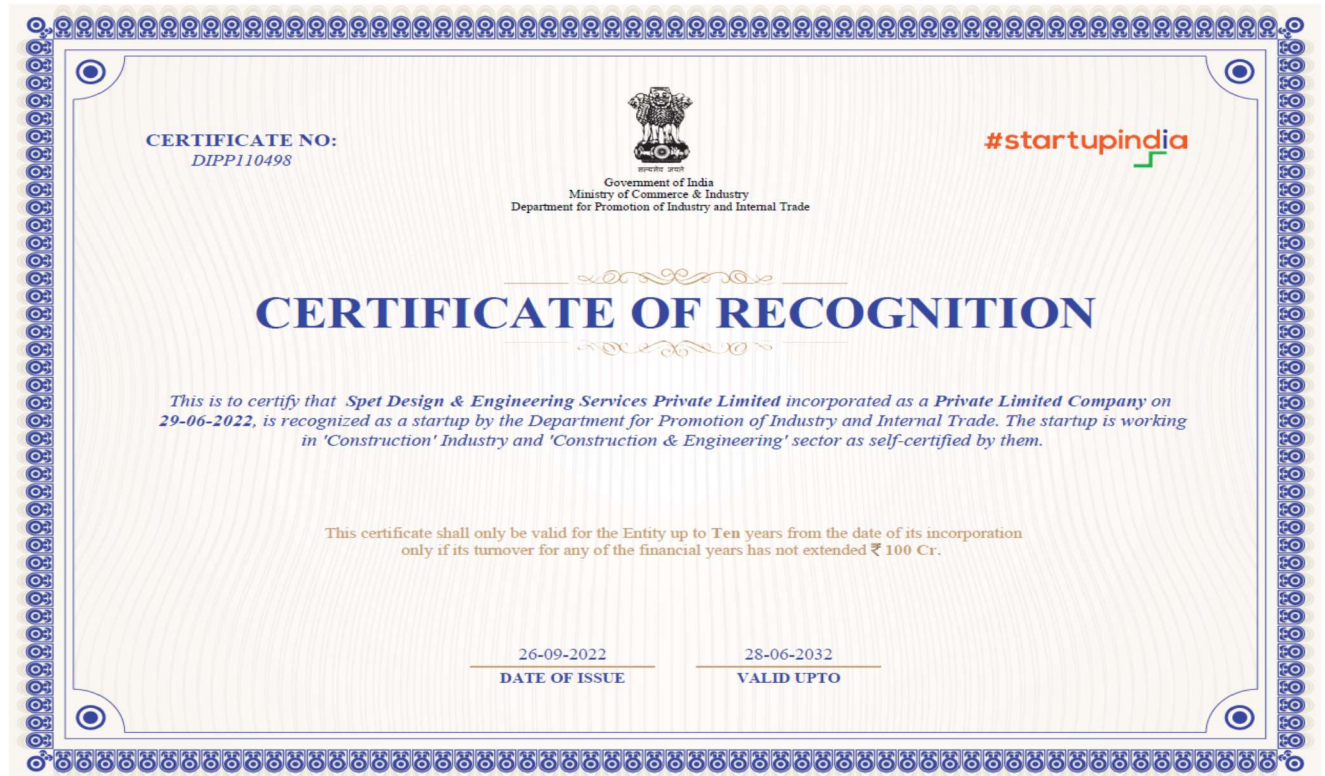 CERTIFICATE NO:
DIPP110498
#startupindia
सत्यमेव जयते
Government of India
Ministry of Commerce & Industry
Department for Promotion of Industry and Internal Trade
CERTIFICATE OF RECOGNITION
This is to certify that Spet Design & Engineering Services Private Limited incorporated as a Private Limited Company on
29-06-2022, is recognized as a startup by the Department for Promotion of Industry and Internal Trade. The startup is working
in 'Construction' Industry and 'Construction & Engineering' sector as self-certified by them.
This certificate shall only be valid for the Entity up to Ten years from the date of its incorporation
only if its turnover for any of the financial years has not extended ₹ 100 Cr.
26-09-2022
DATE OF ISSUE
28-06-2032
VALID UPTO